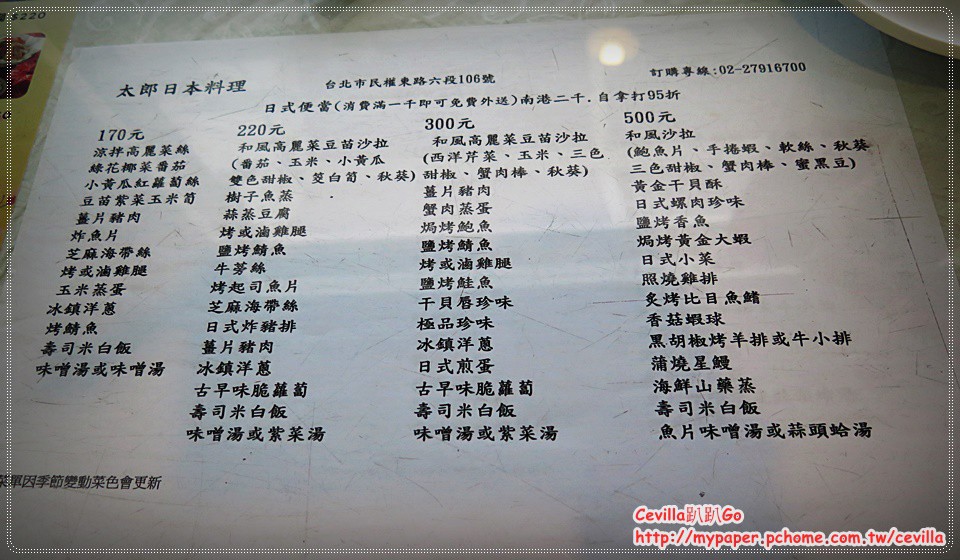 $220
太郎日本料理
台北市民權東路六段106號
訂購專線:02-27916700
日式便當(消費滿一千即可免費外送)南港二千.自拿打95折
170元
涼拌高麗菜絲
綠花椰菜番茄
小黃瓜紅蘿蔔絲
豆苗紫菜玉米筍
薑片豬肉
炸魚片
芝麻海帶絲
烤或滷雞腿
玉米蒸蛋
冰鎮洋蔥
烤鯖魚
壽司米白飯
味噌湯或味噌湯
220元
和風高麗菜豆苗沙拉
(番茄、玉米、小黃瓜
雙色甜椒、筊白筍、秋葵)
樹子魚蒸
蒜蒸豆腐
烤或滷雞腿
鹽烤鯖魚
牛蒡絲
烤起司魚片
芝麻海帶絲
日式炸豬排
薑片豬肉
冰鎮洋蔥
古早味脆蘿蔔
壽司米白飯
味噌湯或紫菜湯
300元
和風高麗菜豆苗沙拉
(西洋芹菜、玉米、三色
甜椒、蟹肉棒、秋葵)
薑片豬肉
蟹肉蒸蛋
焗烤鮑魚
鹽烤鯖魚
烤或滷雞腿
鹽烤鮭魚
干貝唇珍味
極品珍味
冰鎮洋蔥
日式煎蛋
古早味脆蘿蔔
壽司米白飯
味噌湯或紫菜湯
500元
和風沙拉
(鮑魚片、手捲蝦、軟絲、秋葵
三色甜椒、蟹肉棒、蜜黑豆)
黃金干貝酥
日式螺肉珍味
鹽烤香魚
焗烤黃金大蝦
日式小菜
照燒雞排
炙烤比目魚鰭
香菇蝦球
黑胡椒烤羊排或牛小排
蒲燒星鰻
海鮮山藥蒸
壽司米白飯
魚片味噌湯或蒜頭蛤湯
菜單因季節變動菜色會更新
Cevilla趴趴Go
http://mypaper.pchome.com.tw/cevilla